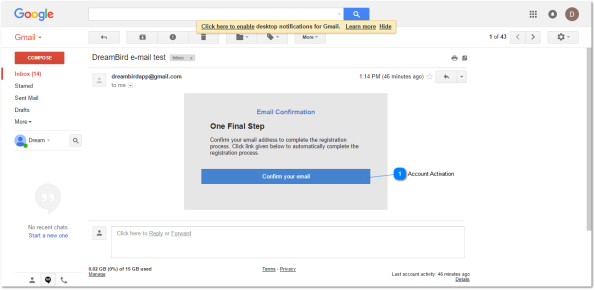 Google
Click here to enable desktop notifications for Gmail. Learn more Hide
D
Gmail
More
1 of 43
COMPOSE
DreamBird e-mail test
Inbox x
Inbox (14)
Starred
Sent Mail
Drafts
More
dreambirdapp@gmail.com
1:14 PM (46 minutes ago)
to me
Dream
Email Confirmation
One Final Step
Confirm your email address to complete the registration
process. Click link given below to automatically complete the
registration process.
Confirm your email
1
Account Activation
No recent chats
Start a new one
Click here to Reply or Forward
0.02 GB (0%) of 15 GB used
Manage
Terms - Privacy
Last account activity: 46 minutes ago
Details